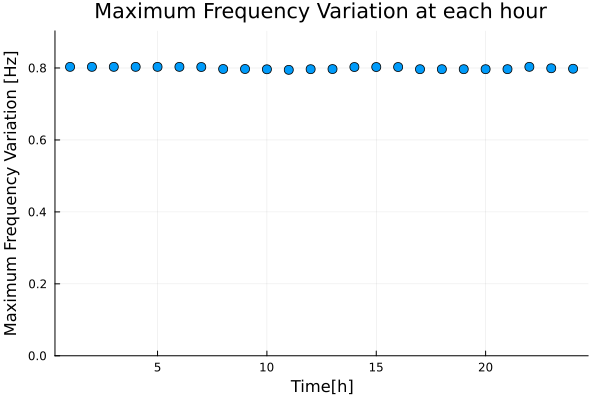 Maximum Frequency Variation at each hour
Maximum Frequency Variation [Hz]
0.8
0.6
0.4
0.2
0.0
5 10 15 20
Time[h]